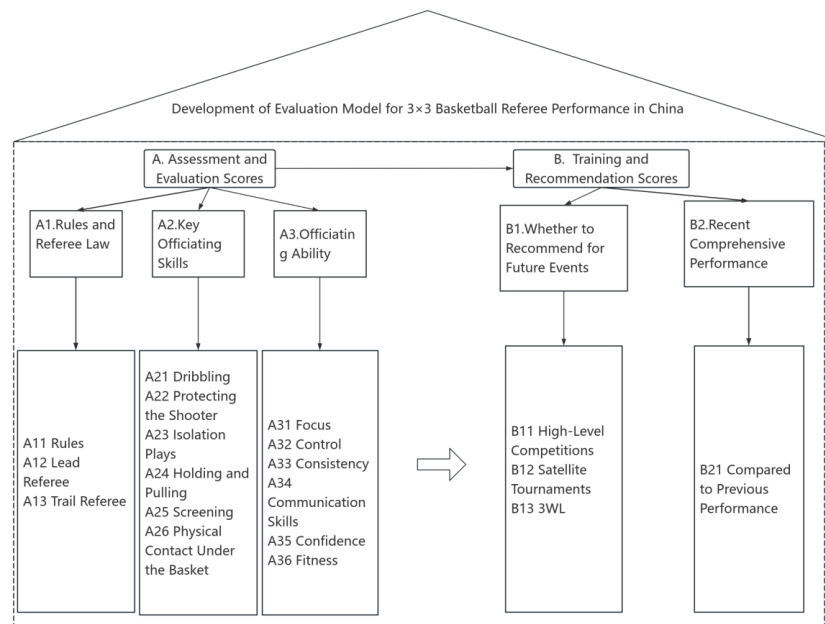 Development of Evaluation Model for 3×3 Basketball Referee Performance in China
A. Assessment and
Evaluation Scores
B. Training and
Recommendation Scores
A1.Rules and
Referee Law
A2.Key
Officiating
Skills
A3.Officiatin
g Ability
B1.Whether to
Recommend for
Future Events
B2.Recent
Comprehensive
Performance
A11 Rules
A12 Lead
Referee
A13 Trail Referee
A21 Dribbling
A22 Protecting
the Shooter
A23 Isolation
Plays
A24 Holding and
Pulling
A25 Screening
A26 Physical
Contact Under
the Basket
A31 Focus
A32 Control
A33 Consistency
A34
Communication
Skills
A35 Confidence
A36 Fitness
B11 High-Level
Competitions
B12 Satellite
Tournaments
B13 3WL
B21 Compared
to Previous
Performance